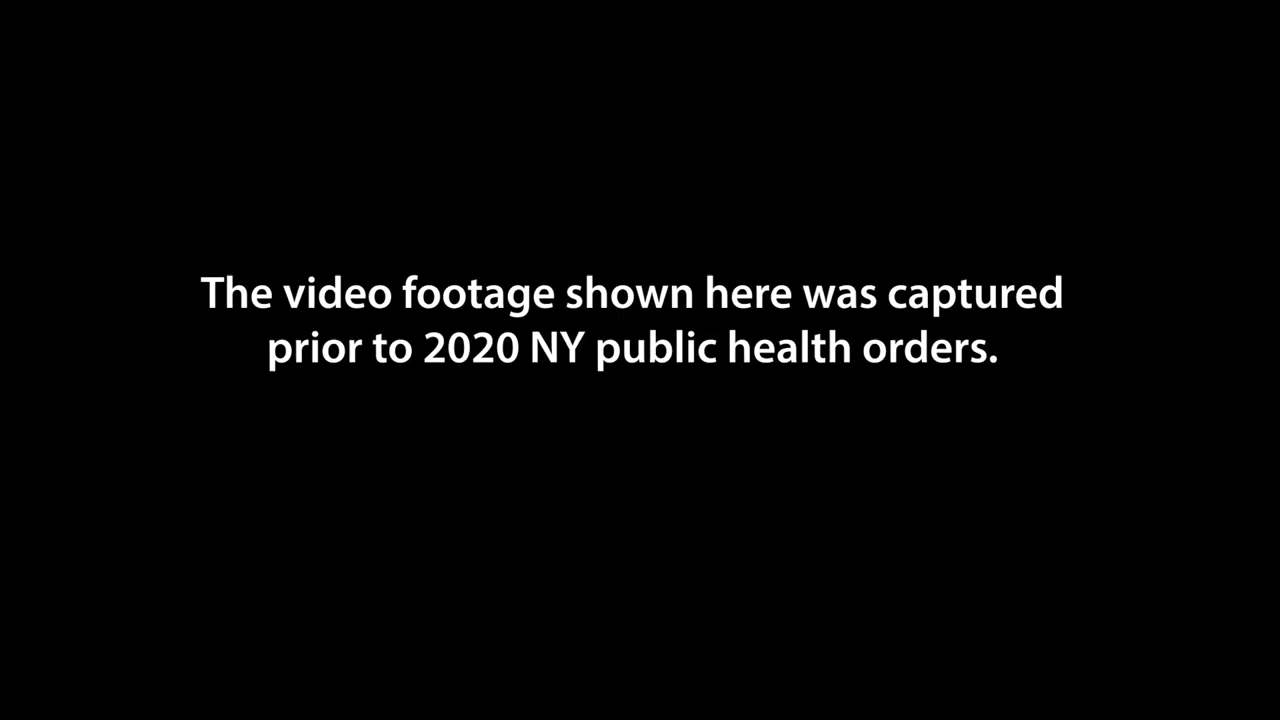 The video footage shown here was captured
prior to 2020 NY public health orders.